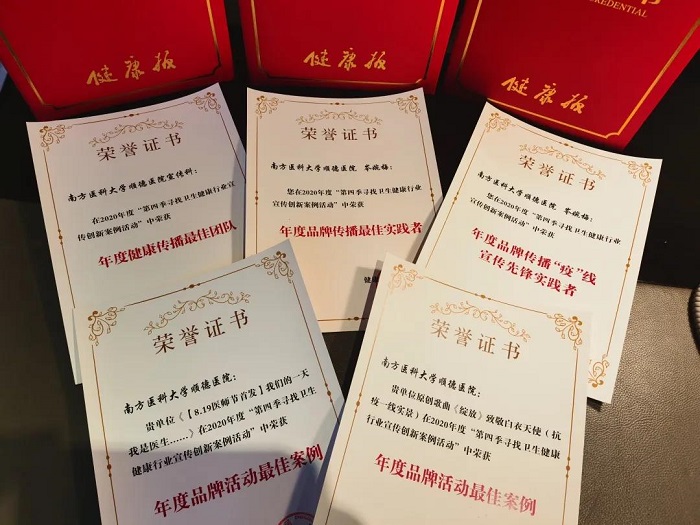 书
CREDENTIAL
健康报
健康报
健康报
荣誉证书
南方医科大学顺德医院宣传科：
在2020年度“第四季寻找卫生健康行业宣
传创新案例活动”中荣获
年度健康传播最佳团队
荣誉证书
南方医科大学顺德医院 岑婉梅：
您在2020年度“第四季寻找卫生健康行业
宣传创新案例活动”中荣获
年度品牌传播最佳实践者
荣誉证书
南方医科大学顺德医院 岑婉梅：
您在2020年度“第四季寻找卫生健康行业
宣传创新案例活动”中荣获
年度品牌传播“疫”线
宣传先锋实践者
荣誉证书
南方医科大学顺德医院：
贵单位《【8.19医师节首发】我们的一天
我是医生……》在2020年度“第四季寻找卫生
健康行业宣传创新案例活动”中荣获
年度品牌活动最佳案例
荣誉证书
南方医科大学顺德医院：
贵单位原创歌曲《绽放》致敬白衣天使（抗
疫一线实景）在2020年度“第四季寻找卫生健康
行业宣传创新案例活动”中荣获
年度品牌活动最佳案例